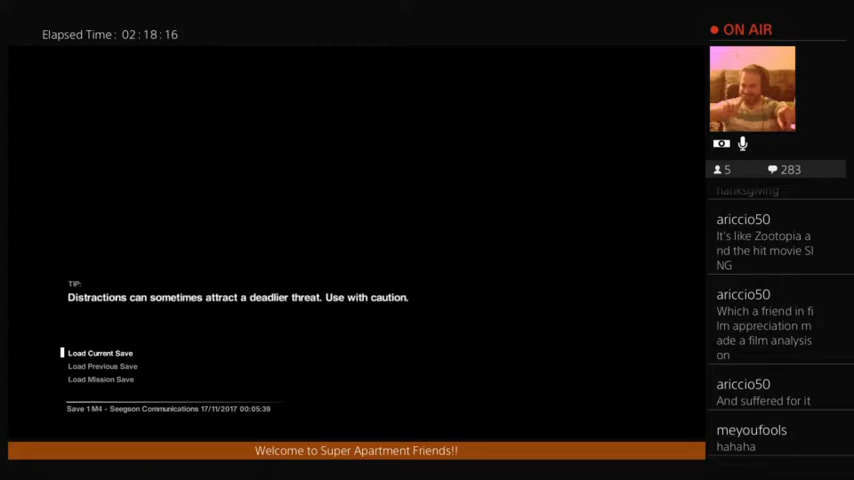 Elapsed Time : 02 : 18 : 16
ON AIR
5
283
hanksgiving
ariccio50
It's like Zootopia a
nd the hit movie SI
NG
ariccio50
Which a friend in fi
lm appreciation m
ade a film analysis
on
ariccio50
And suffered for it
meyoufools
hahaha
TIP:
Distractions can sometimes attract a deadlier threat. Use with caution.
Load Current Save
Load Previous Save
Load Mission Save
Save 1 M4 - Seegson Communications 17/11/2017 00:05:39
Welcome to Super Apartment Friends!!